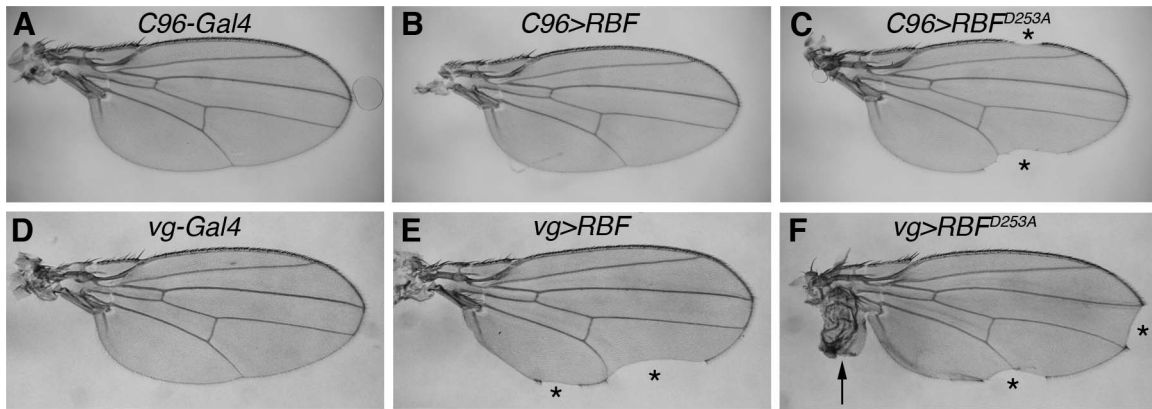 A C96-Gal4
B C96>RBF
C C96>RBF^D253A
*
*
D vg-Gal4
E vg>RBF
* *
F vg>RBF^D253A
*
*